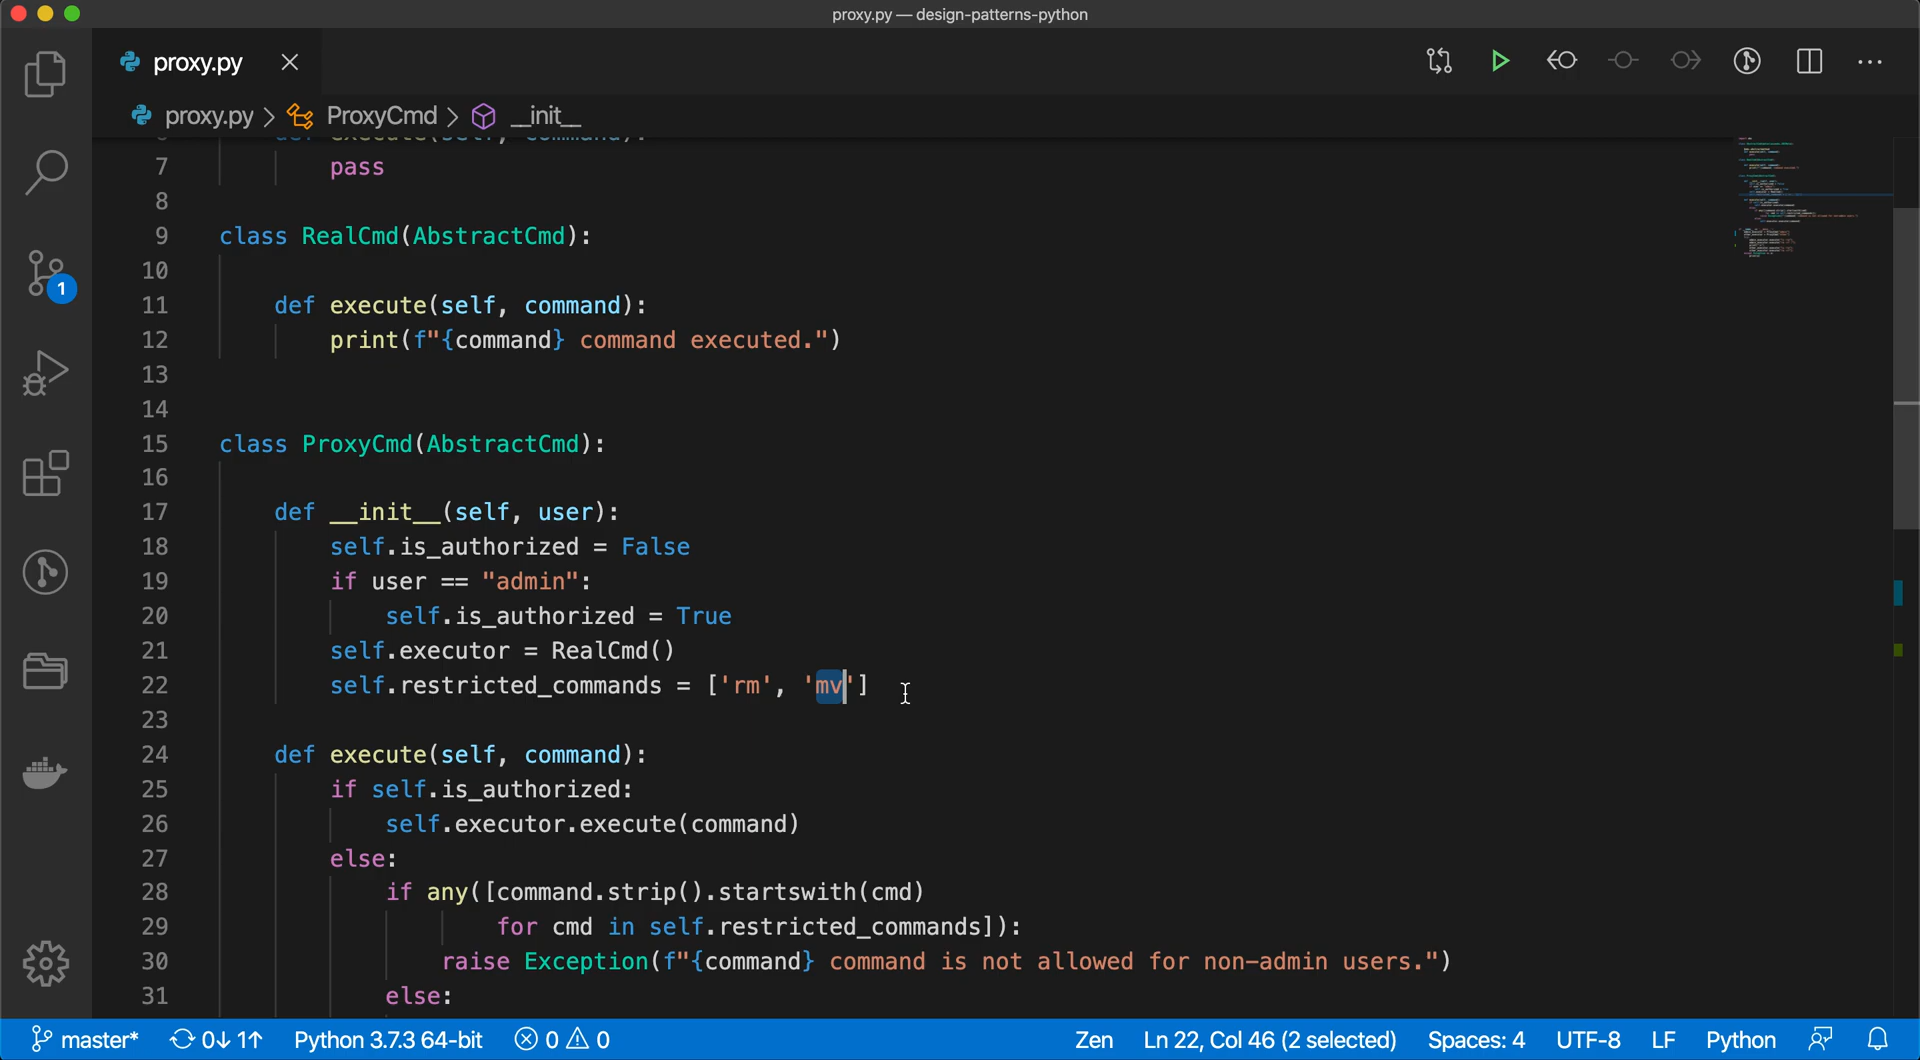 proxy.py — design-patterns-python
proxy.py
proxy.py > ProxyCmd > __init__
def execute(self, command):
7 pass
8
9 class RealCmd(AbstractCmd):
10
11 def execute(self, command):
12 print(f"{command} command executed.")
13
14
15 class ProxyCmd(AbstractCmd):
16
17 def __init__(self, user):
18 self.is_authorized = False
19 if user == "admin":
20 self.is_authorized = True
21 self.executor = RealCmd()
22 self.restricted_commands = ['rm', 'mv']
23
24 def execute(self, command):
25 if self.is_authorized:
26 self.executor.execute(command)
27 else:
28 if any([command.strip().startswith(cmd)
29 for cmd in self.restricted_commands]):
30 raise Exception(f"{command} command is not allowed for non-admin users.")
31 else:
1
master* 0↓ 1↑ Python 3.7.3 64-bit 0 0 Zen Ln 22, Col 46 (2 selected) Spaces: 4 UTF-8 LF Python